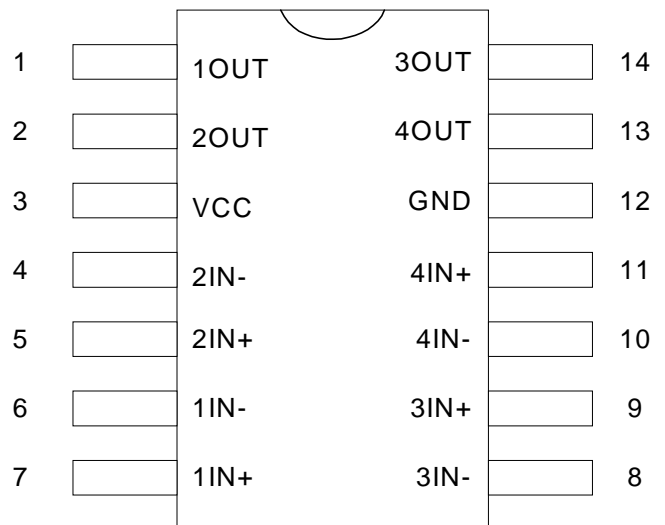 1 1OUT 3OUT 14
2 2OUT 4OUT 13
3 VCC GND 12
4 2IN- 4IN+ 11
5 2IN+ 4IN- 10
6 1IN- 3IN+ 9
7 1IN+ 3IN- 8